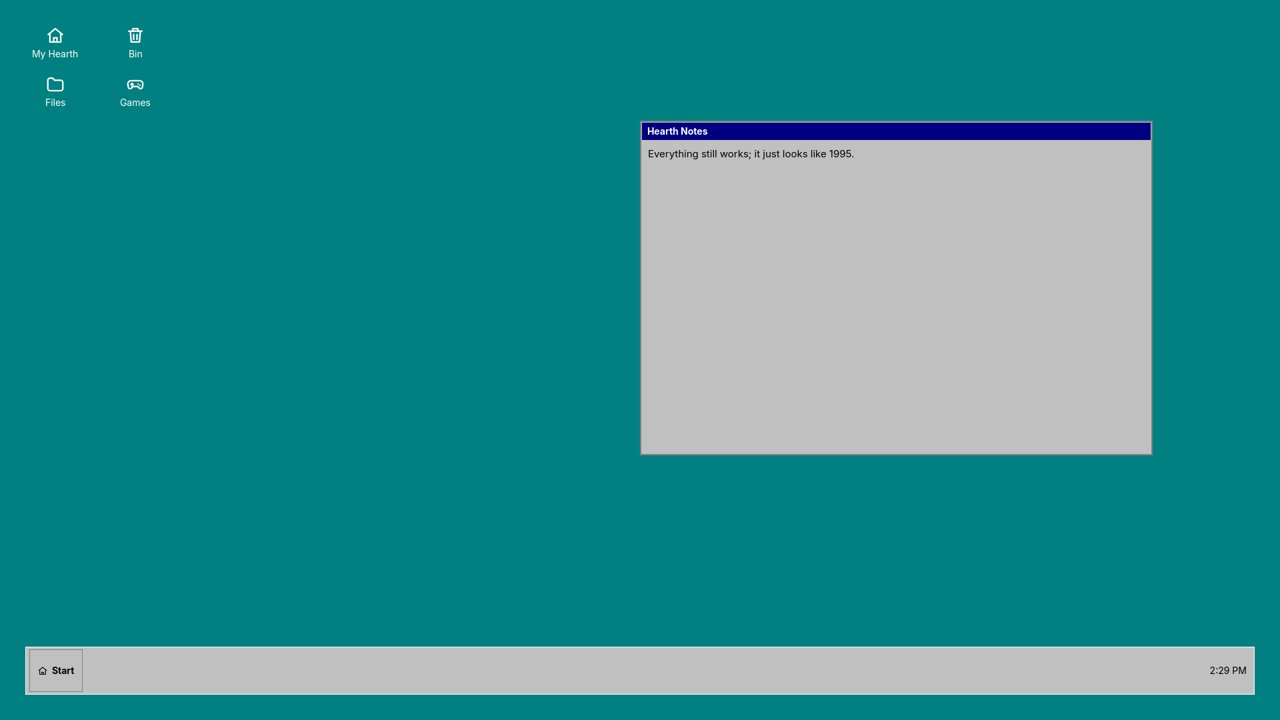 My Hearth
Bin
Files
Games
Hearth Notes
Everything still works; it just looks like 1995.
Start
2:29 PM